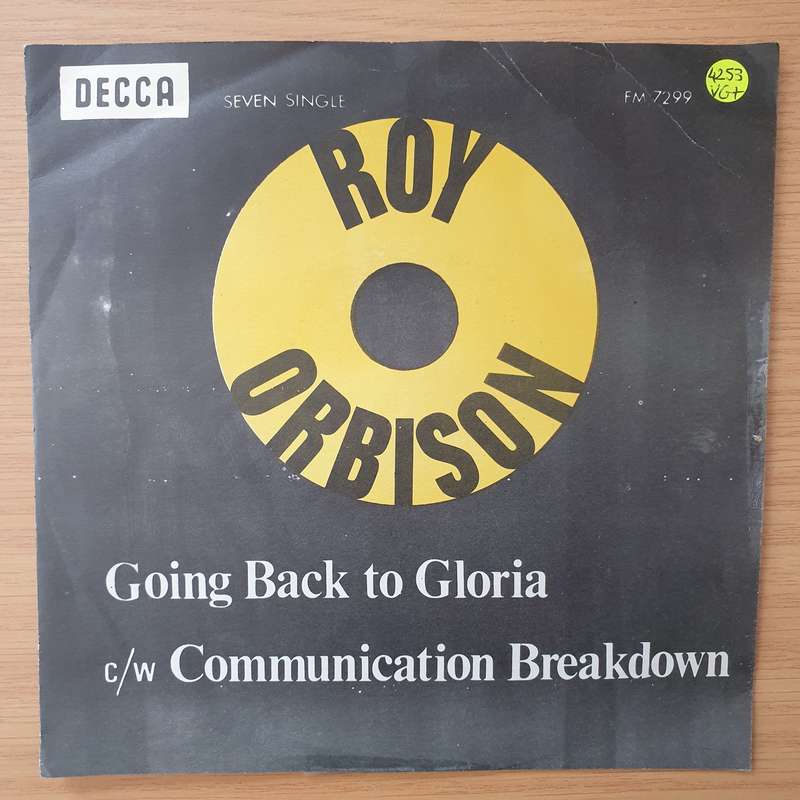 DECCA
SEVEN SINGLE
FM 7299
4253
VG+
ROY
ORBISON
Going Back to Gloria
c/w Communication Breakdown